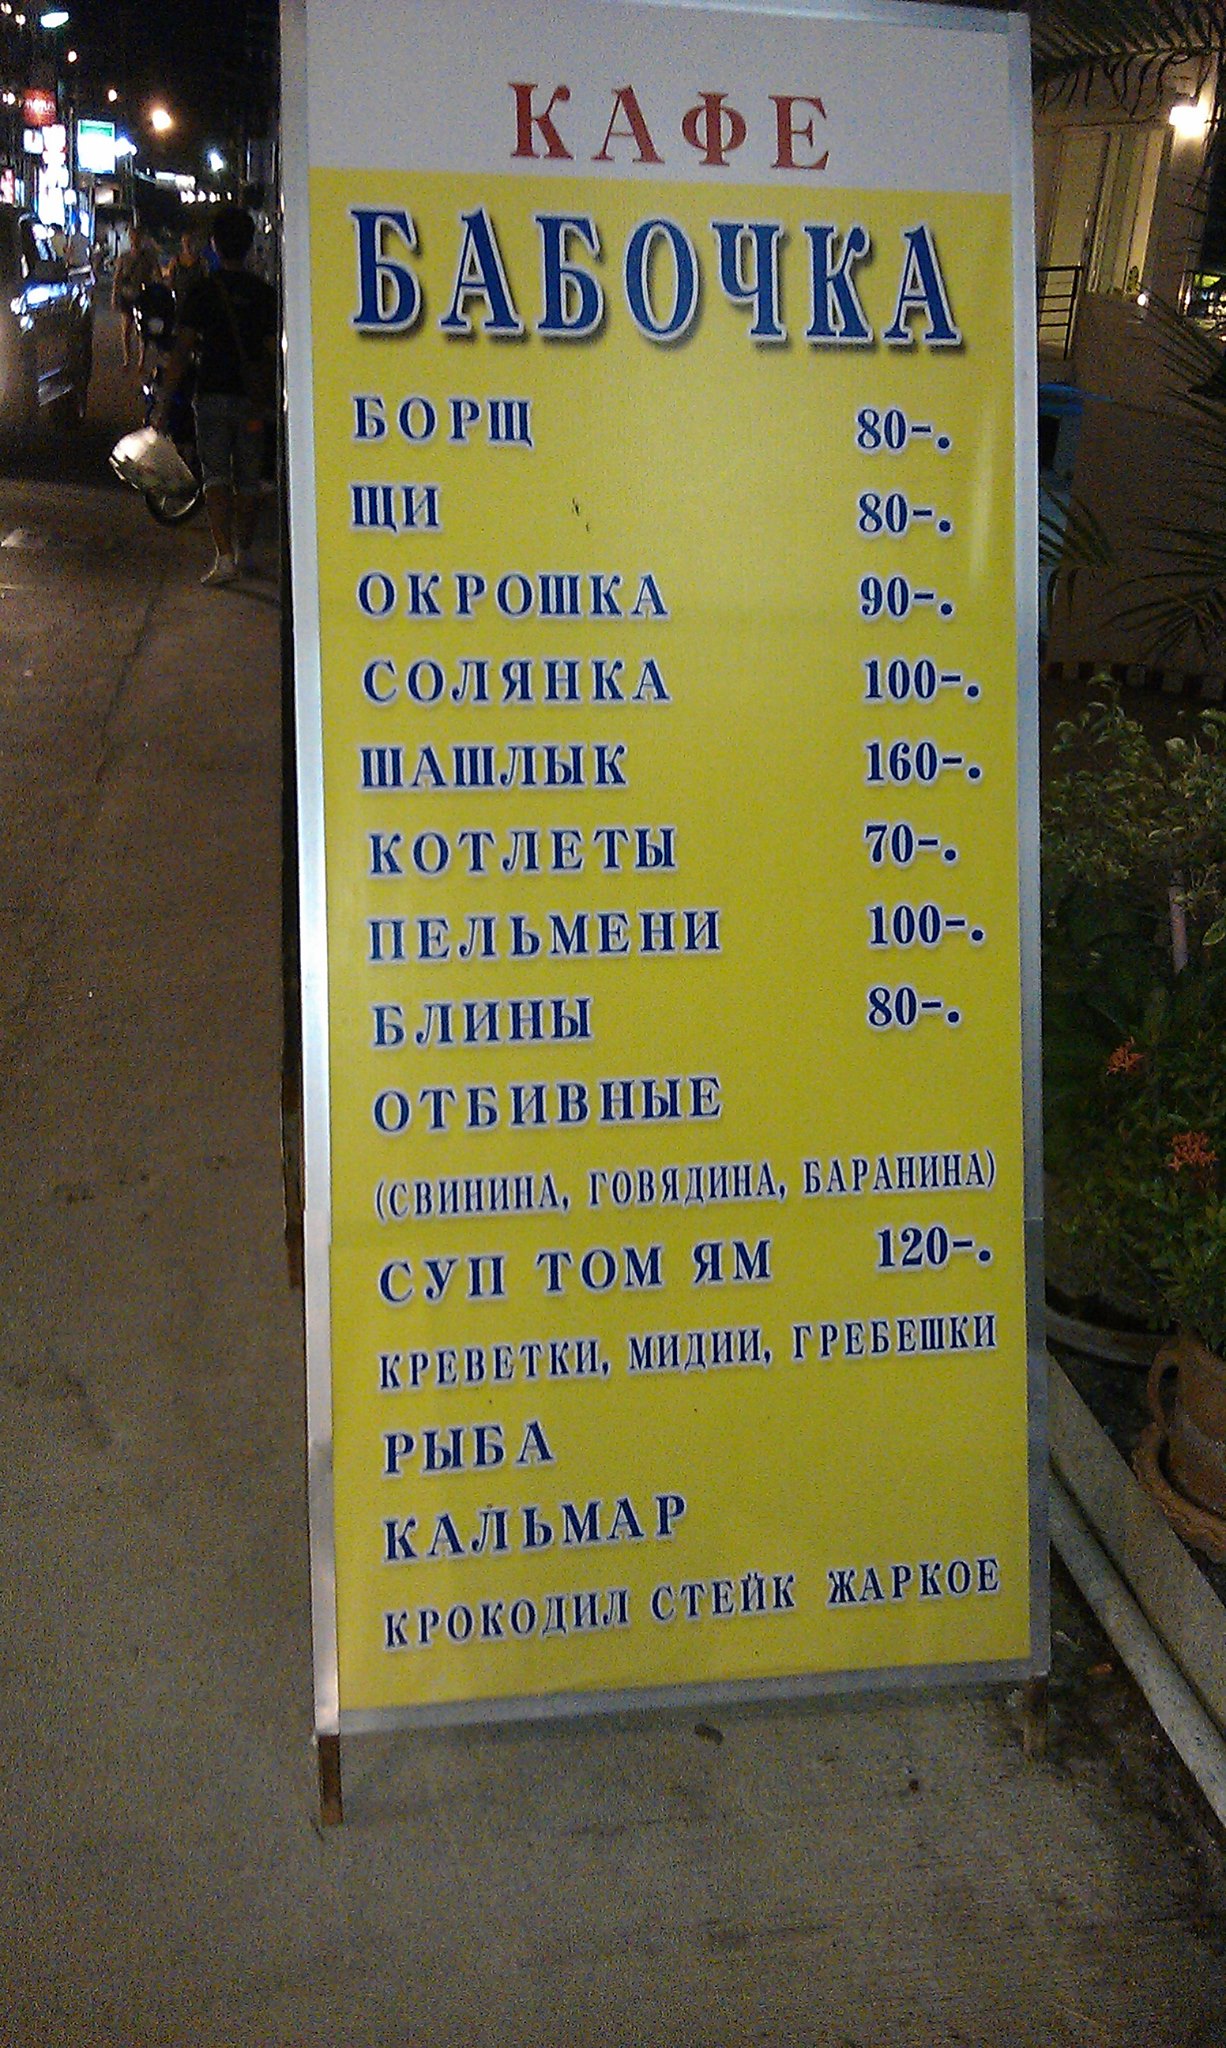 КАФЕ
БАБОЧКА
БОРЩ 80-.
ЩИ 80-.
ОКРОШКА 90-.
СОЛЯНКА 100-.
ШАШЛЫК 160-.
КОТЛЕТЫ 70-.
ПЕЛЬМЕНИ 100-.
БЛИНЫ 80-.
ОТБИВНЫЕ
(СВИНИНА, ГОВЯДИНА, БАРАНИНА)
СУП ТОМ ЯМ 120-.
КРЕВЕТКИ, МИДИИ, ГРЕБЕШКИ
РЫБА
КАЛЬМАР
КРОКОДИЛ СТЕЙК ЖАРКОЕ